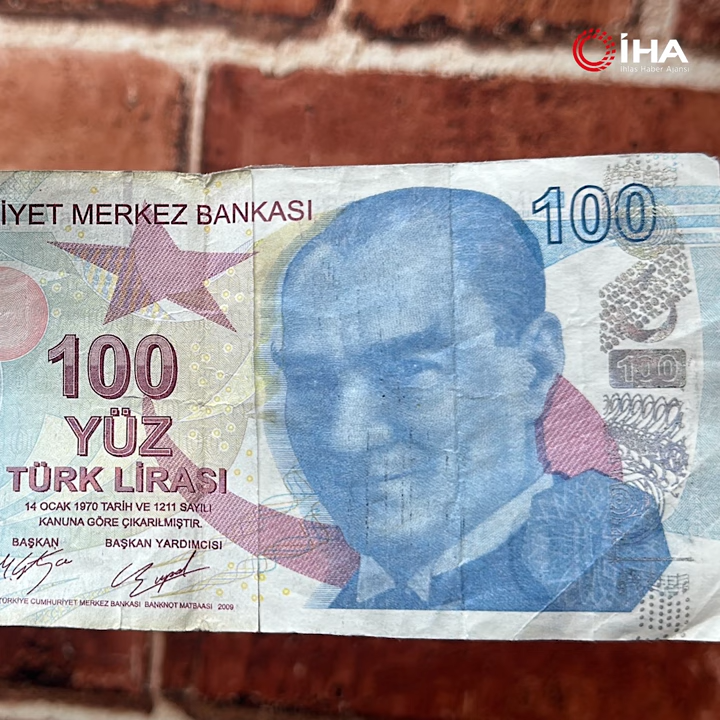 İHA
İhlas Haber Ajansı
İYET MERKEZ BANKASI
100
100
YÜZ
TÜRK LİRASI
100
14 OCAK 1970 TARİH VE 1211 SAYILI
KANUNA GÖRE ÇIKARILMIŞTIR.
BAŞKAN BAŞKAN YARDIMCISI
TÜRKİYE CUMHURİYET MERKEZ BANKASI BANKNOT MATBAASI 2009